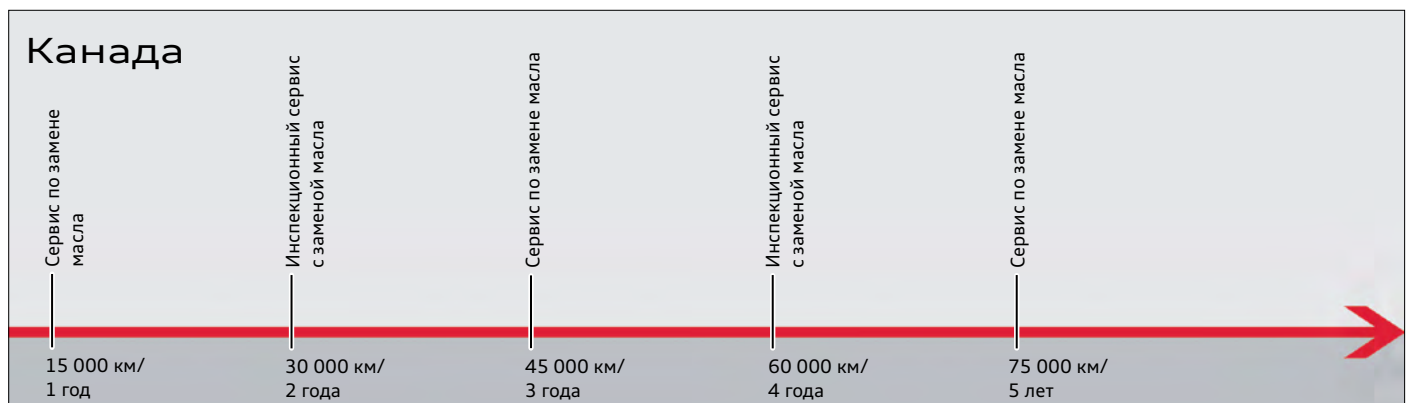 Канада
Сервис по замене
масла
Инспекционный сервис
с заменой масла
Сервис по замене масла
Инспекционный сервис
с заменой масла
Сервис по замене масла
15 000 км/
1 год
30 000 км/
2 года
45 000 км/
3 года
60 000 км/
4 года
75 000 км/
5 лет